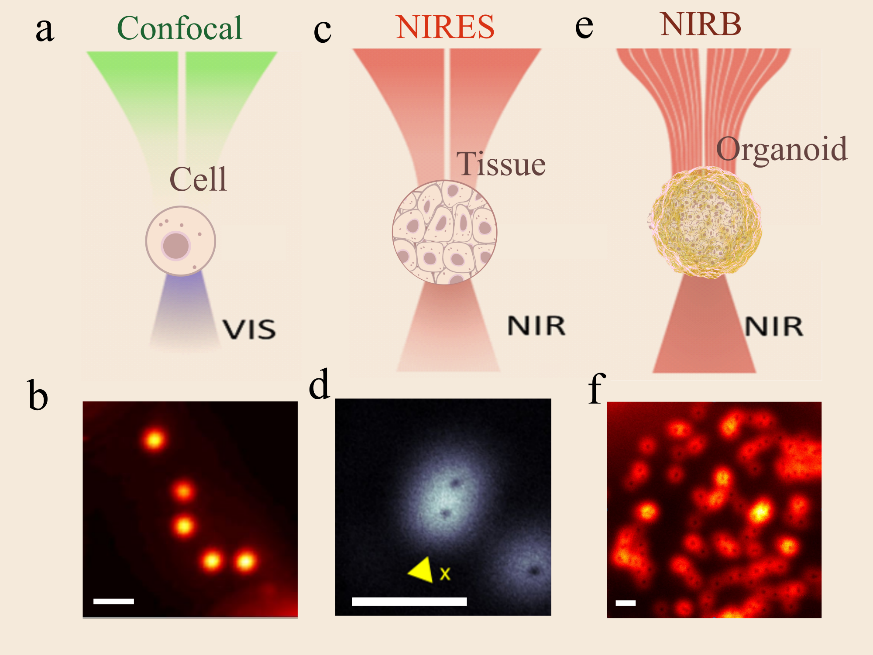 a
Confocal
Cell
VIS
c
NIRES
Tissue
NIR
e
NIRB
Organoid
NIR
b
d
x
f